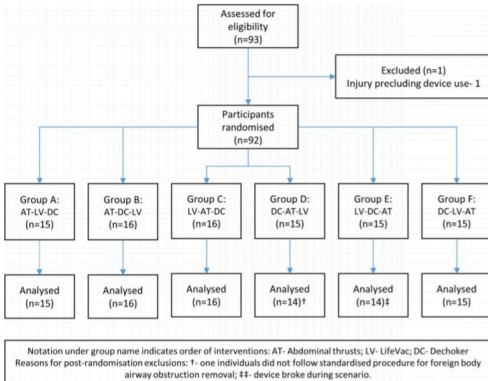 Assessed for
eligibility
(n=93)
Excluded (n=1)
Injury precluding device use- 1
Participants
randomised
(n=92)
Group A:
AT-LV-DC
(n=15)
Group B:
AT-DC-LV
(n=16)
Group C:
LV-AT-DC
(n=16)
Group D:
DC-AT-LV
(n=15)
Group E:
LV-DC-AT
(n=15)
Group F:
DC-LV-AT
(n=15)
Analysed
(n=15)
Analysed
(n=16)
Analysed
(n=16)
Analysed
(n=14)†
Analysed
(n=14)‡
Analysed
(n=15)
Notation under group name indicates order of interventions: AT- Abdominal thrusts; LV- LifeVac; DC- Dechoker
Reasons for post-randomisation exclusions: †- one individuals did not follow standardised procedure for foreign body
airway obstruction removal; ‡‡- device broke during scenario.